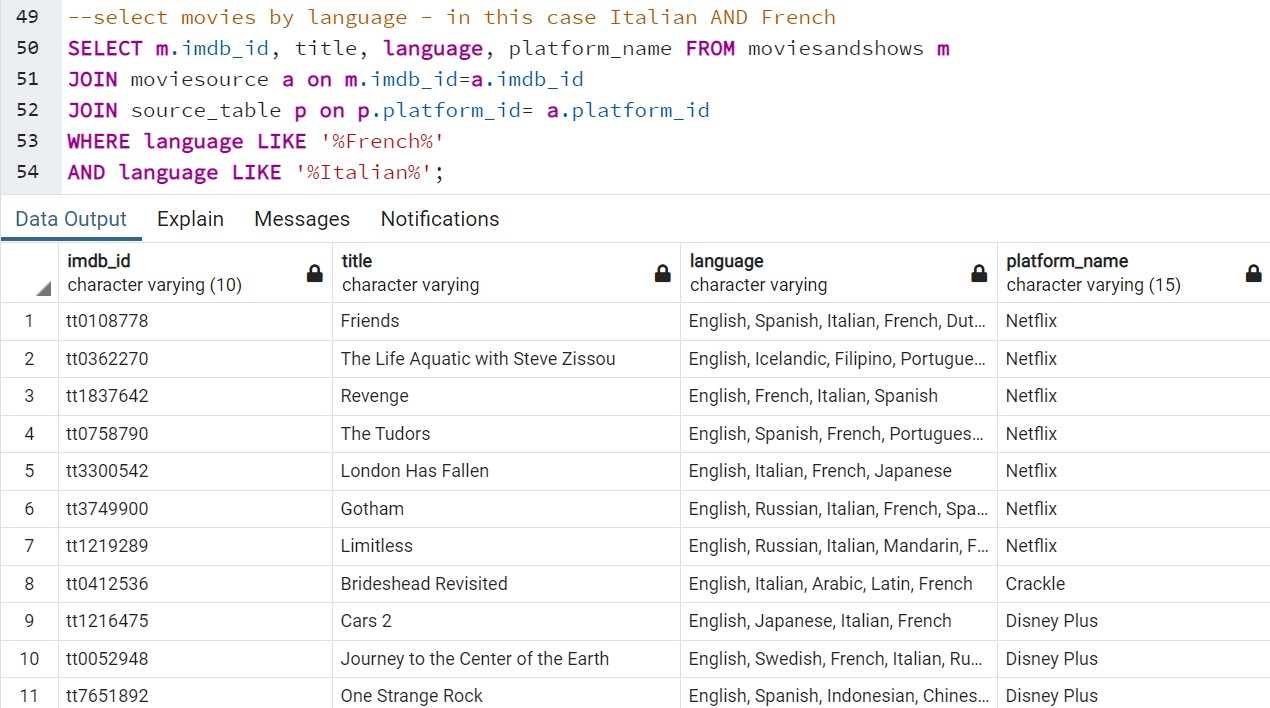 49 --select movies by language - in this case Italian AND French
50 SELECT m.imdb_id, title, language, platform_name FROM moviesandshows m
51 JOIN moviesource a on m.imdb_id=a.imdb_id
52 JOIN source_table p on p.platform_id= a.platform_id
53 WHERE language LIKE '%French%'
54 AND language LIKE '%Italian%';
Data Output Explain Messages Notifications
imdb_id title language platform_name
character varying (10) character varying character varying character varying (15)
1 tt0108778 Friends English, Spanish, Italian, French, Dut... Netflix
2 tt0362270 The Life Aquatic with Steve Zissou English, Icelandic, Filipino, Portugue... Netflix
3 tt1837642 Revenge English, French, Italian, Spanish Netflix
4 tt0758790 The Tudors English, Spanish, French, Portugues... Netflix
5 tt3300542 London Has Fallen English, Italian, French, Japanese Netflix
6 tt3749900 Gotham English, Russian, Italian, French, Spa... Netflix
7 tt1219289 Limitless English, Russian, Italian, Mandarin, F... Netflix
8 tt0412536 Brideshead Revisited English, Italian, Arabic, Latin, French Crackle
9 tt1216475 Cars 2 English, Japanese, Italian, French Disney Plus
10 tt0052948 Journey to the Center of the Earth English, Swedish, French, Italian, Ru... Disney Plus
11 tt7651892 One Strange Rock English, Spanish, Indonesian, Chines... Disney Plus